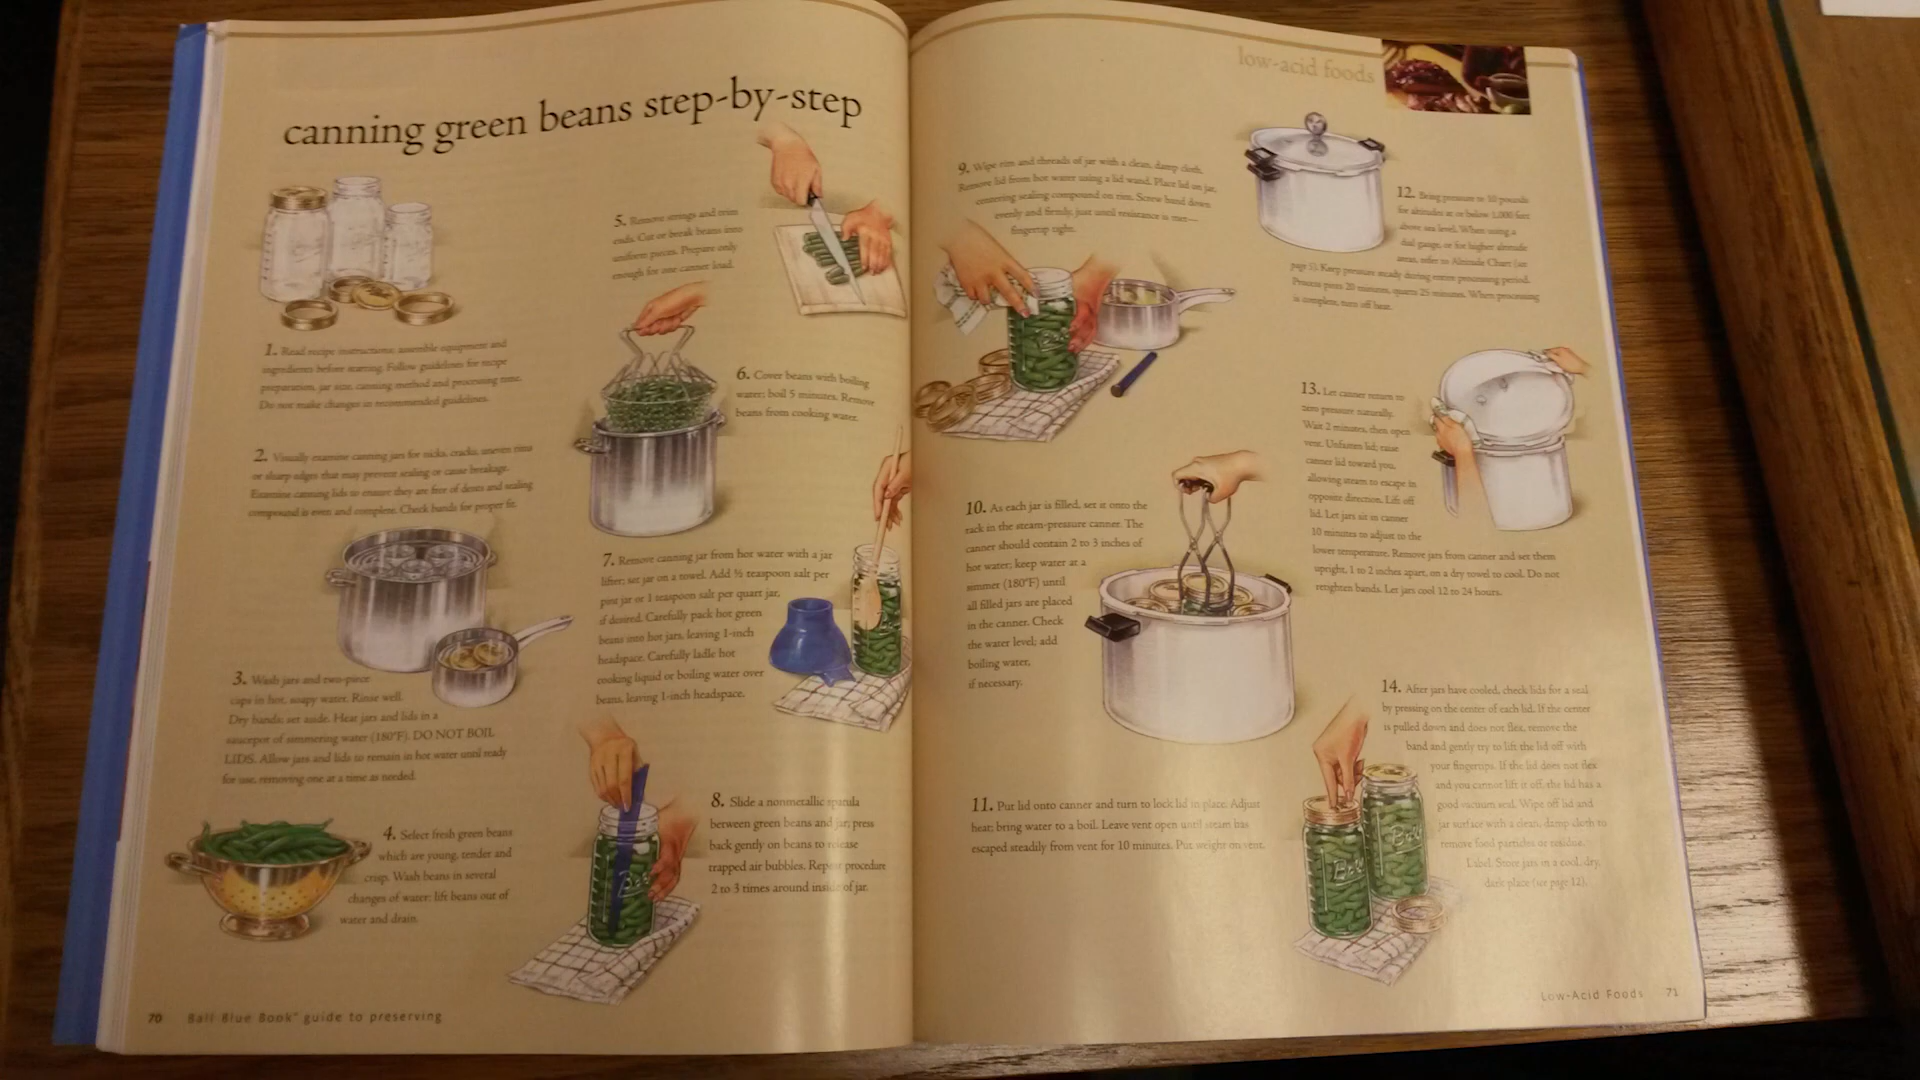 canning green beans step-by-step
1. Read recipe instructions; assemble equipment and
ingredients before starting. Follow guidelines for recipe
preparation, jar size, canning method and processing time.
Do not make changes in recommended guidelines.
2. Visually examine canning jars for nicks, cracks, uneven rims
or sharp edges that may prevent sealing or cause breakage.
Examine canning lids to ensure they are free of dents and sealing
compound is even and complete. Check bands for proper fit.
3. Wash jars and two-piece
caps in hot, soapy water. Rinse well.
Dry bands; set aside. Heat jars and lids in a
saucepot of simmering water (180°F). DO NOT BOIL
LIDS. Allow jars and lids to remain in hot water until ready
for use, removing one at a time as needed.
4. Select fresh green beans
which are young, tender and
crisp. Wash beans in several
changes of water; lift beans out of
water and drain.
5. Remove strings and trim
ends. Cut or break beans into
uniform pieces. Prepare only
enough for one canner load.
6. Cover beans with boiling
water; boil 5 minutes. Remove
beans from cooking water.
7. Remove canning jar from hot water with a jar
lifter; set jar on a towel. Add ½ teaspoon salt per
pint jar or 1 teaspoon salt per quart jar,
if desired. Carefully pack hot green
beans into hot jars, leaving 1-inch
headspace. Carefully ladle hot
cooking liquid or boiling water over
beans, leaving 1-inch headspace.
8. Slide a nonmetallic spatula
between green beans and jar; press
back gently on beans to release
trapped air bubbles. Repeat procedure
2 to 3 times around inside of jar.
70 Ball Blue Book® guide to preserving
low-acid foods
9. Wipe rim and threads of jar with a clean, damp cloth.
Remove lid from hot water using a lid wand. Place lid on jar,
centering sealing compound on rim. Screw band down
evenly and firmly, just until resistance is met—
fingertip tight.
10. As each jar is filled, set it onto the
rack in the steam-pressure canner. The
canner should contain 2 to 3 inches of
hot water; keep water at a
simmer (180°F) until
all filled jars are placed
in the canner. Check
the water level; add
boiling water,
if necessary.
11. Put lid onto canner and turn to lock lid in place. Adjust
heat; bring water to a boil. Leave vent open until steam has
escaped steadily from vent for 10 minutes. Put weight on vent.
12. Bring pressure to 10 pounds
for altitudes at or below 1,000 feet
above sea level. When using a
dial gauge, or for higher altitude
areas, refer to Altitude Chart (see
page 5). Keep pressure steady during entire processing period.
Process pints 20 minutes, quarts 25 minutes. When processing
is complete, turn off heat.
13. Let canner return to
zero pressure naturally.
Wait 2 minutes, then open
vent. Unfasten lid; raise
canner lid toward you,
allowing steam to escape in
opposite direction. Lift off
lid. Let jars sit in canner
10 minutes to adjust to the
lower temperature. Remove jars from canner and set them
upright, 1 to 2 inches apart, on a dry towel to cool. Do not
retighten bands. Let jars cool 12 to 24 hours.
14. After jars have cooled, check lids for a seal
by pressing on the center of each lid. If the center
is pulled down and does not flex, remove the
band and gently try to lift the lid off with
your fingertips. If the lid does not flex
and you cannot lift it off, the lid has a
good vacuum seal. Wipe off lid and
jar surface with a clean, damp cloth to
remove food particles or residue.
Label. Store jars in a cool, dry,
dark place (see page 12).
Ball
Ball
Ball
Low-Acid Foods 71